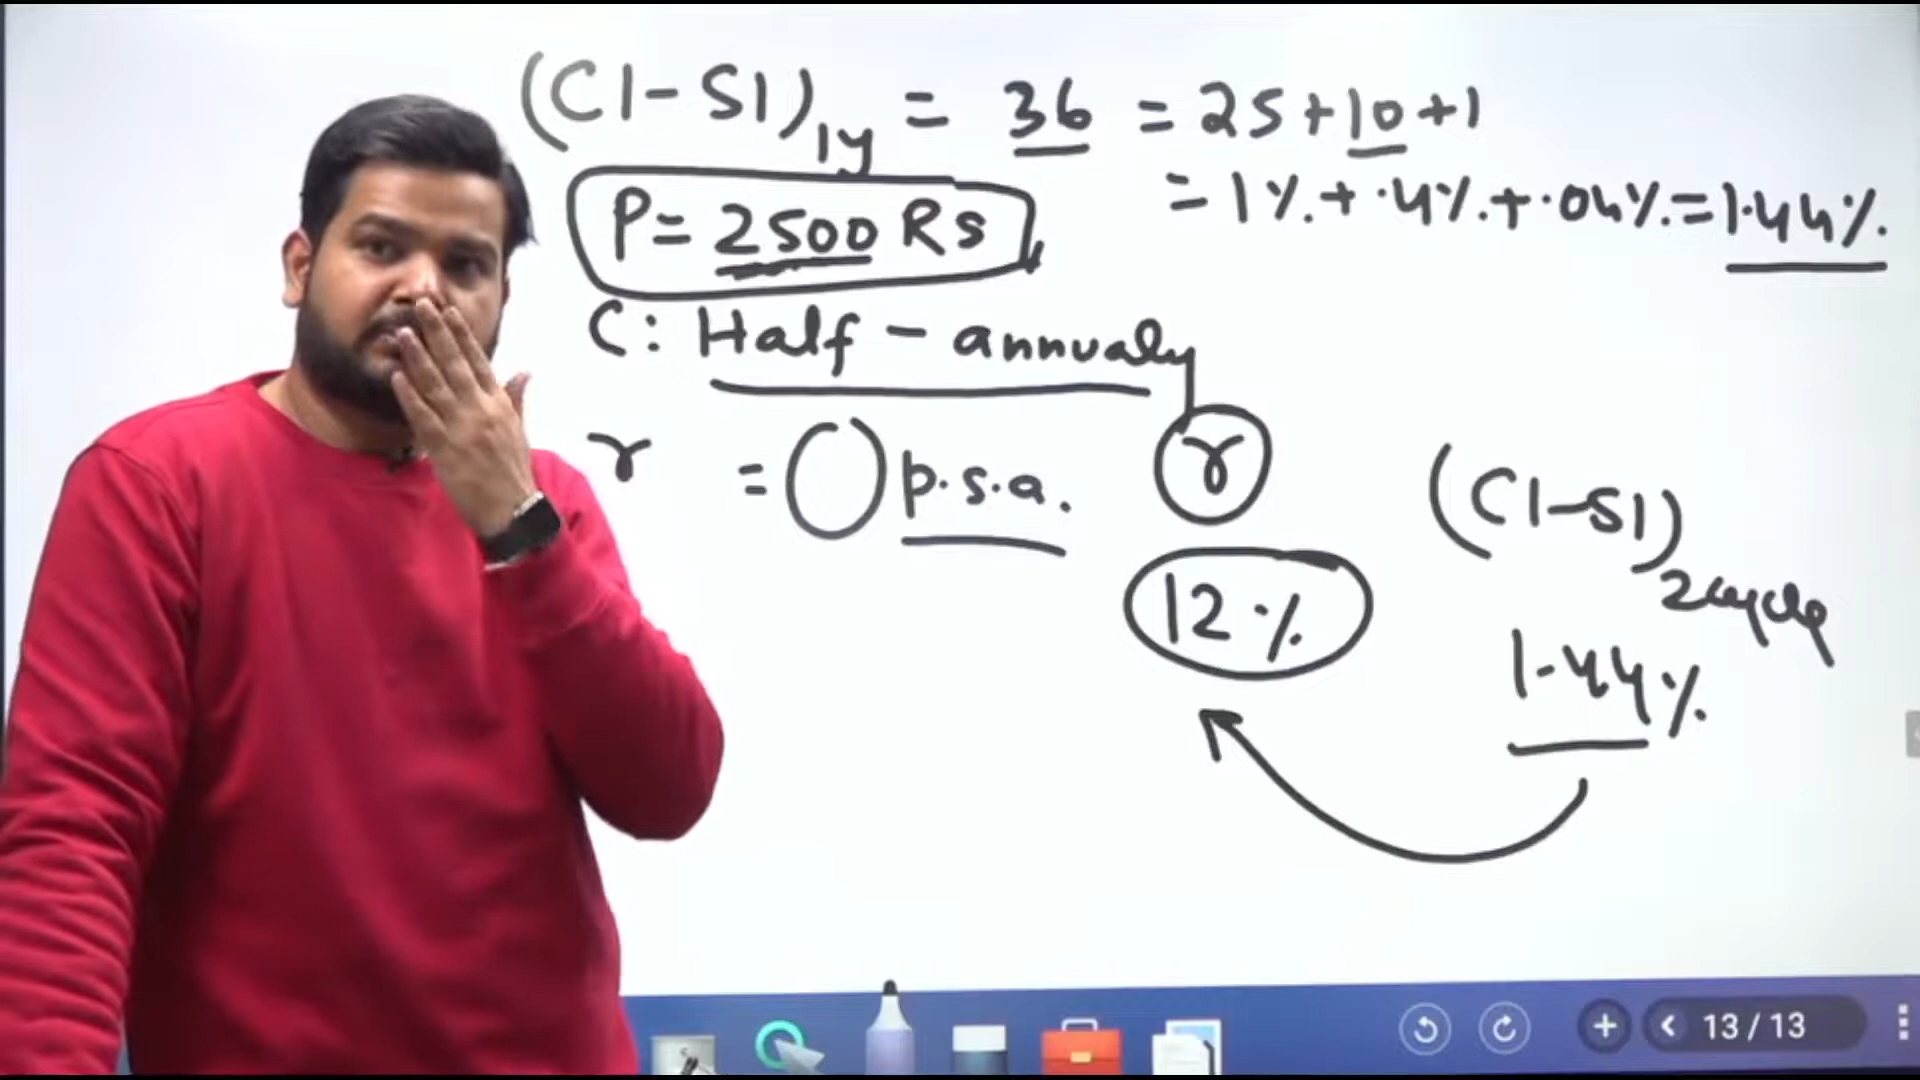 (CI-SI)1y = 36 = 25+10+1
= 1%.+.4%.+.04%.=1.44%.
P=2500 Rs
C: Half-annualy
r = p.s.a. r
(CI-SI)2cycle
12%
1.44%
13 / 13